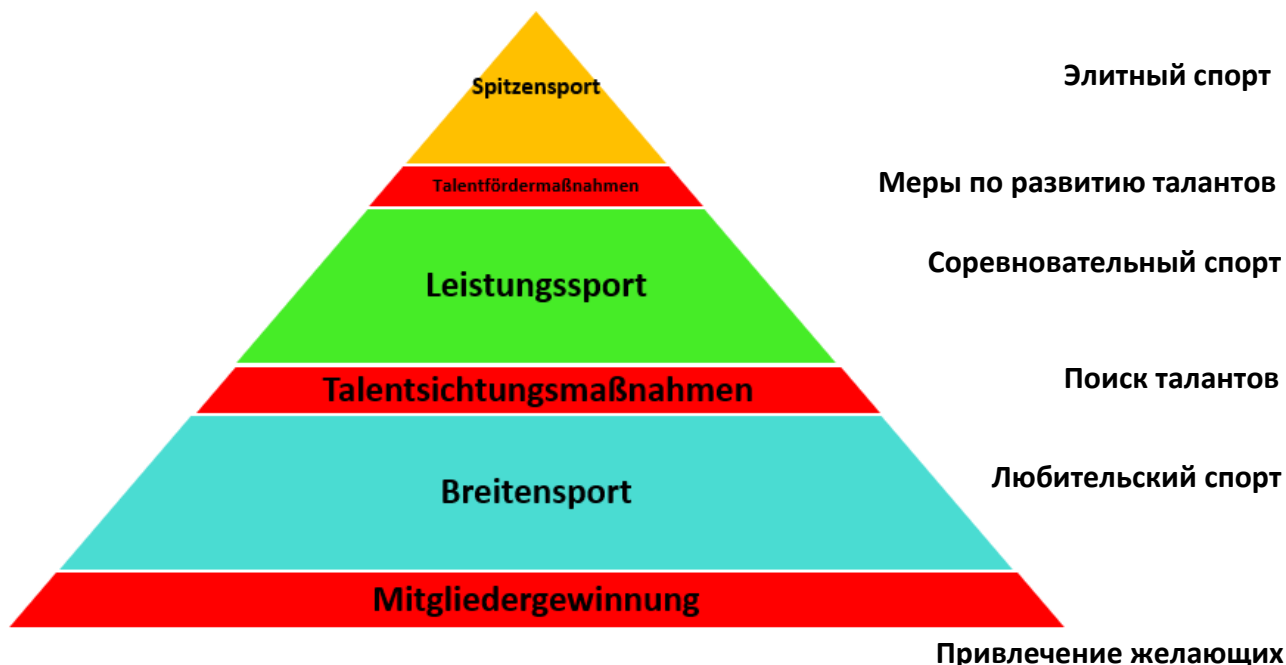 Spitzensport
Элитный спорт
Talentfördermaßnahmen
Меры по развитию талантов
Leistungssport
Соревновательный спорт
Talentsichtungsmaßnahmen
Поиск талантов
Breitensport
Любительский спорт
Mitgliedergewinnung
Привлечение желающих